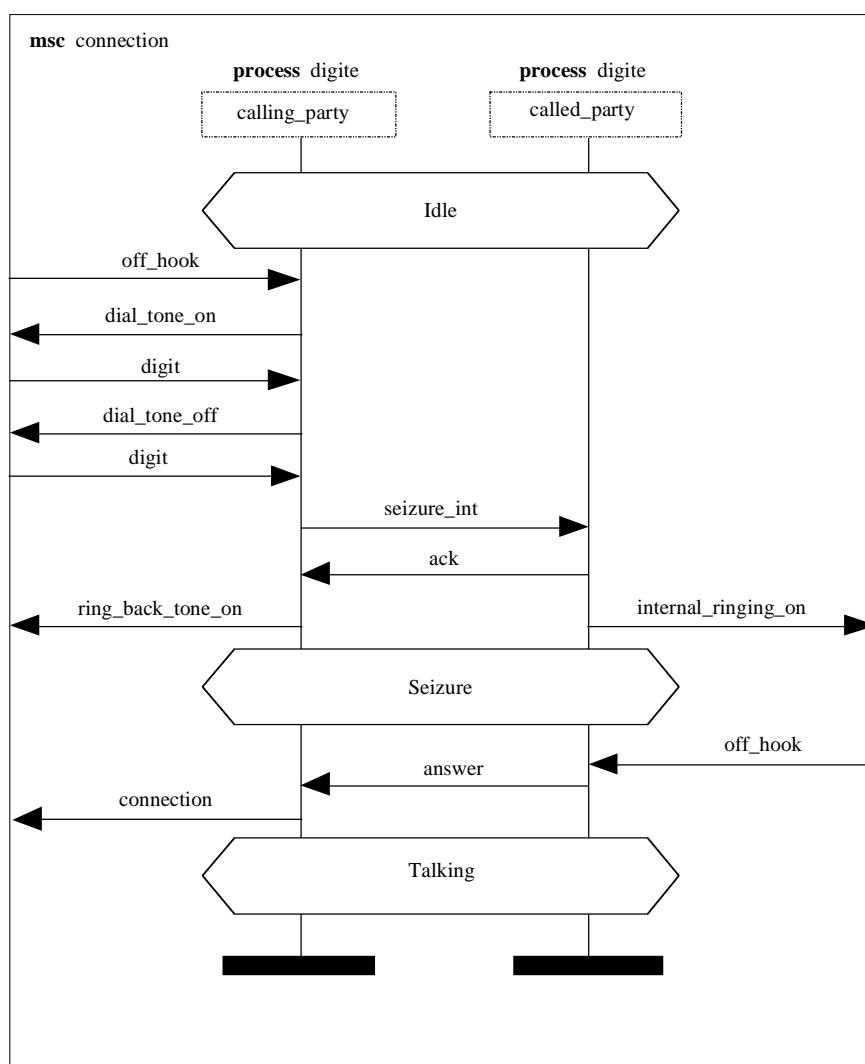 msc connection
process digite
process digite
calling_party
called_party
Idle
off_hook
dial_tone_on
digit
dial_tone_off
digit
seizure_int
ack
ring_back_tone_on
internal_ringing_on
Seizure
off_hook
answer
connection
Talking